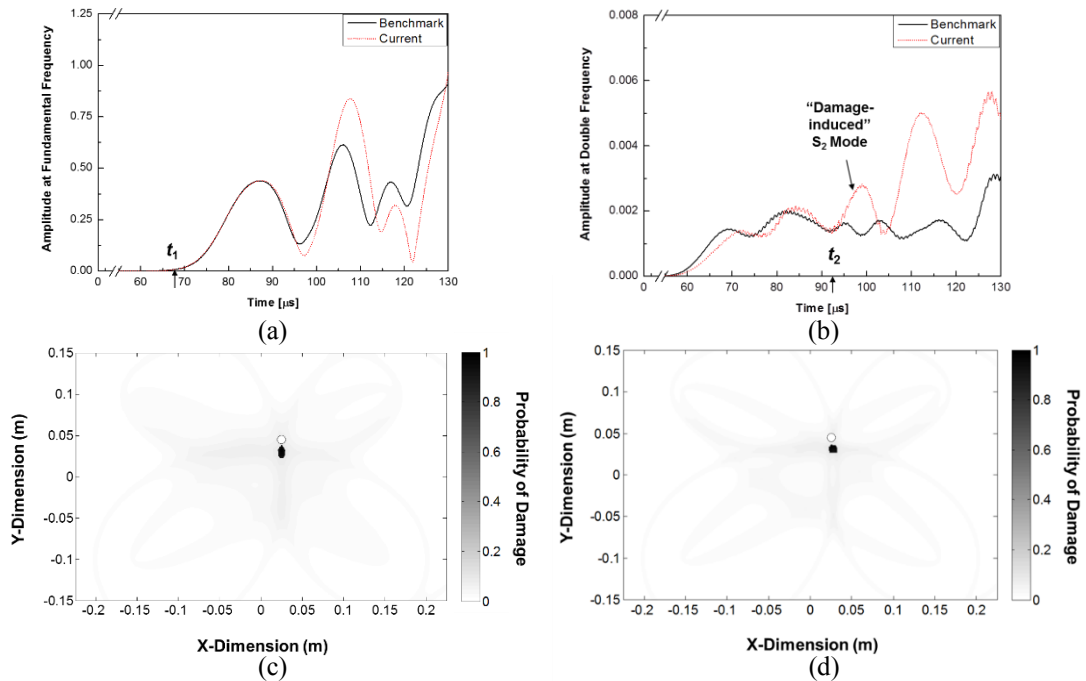 1.25
1.00
0.75
0.50
0.25
0.00
Amplitude at Fundamental Frequency
Benchmark
Current
t1
60 70 80 90 100 110 120 130
Time [μs]
(a)
0.008
0.006
0.004
0.002
0.000
Amplitude at Double Frequency
Benchmark
Current
“Damage-
induced”
S2 Mode
t2
60 70 80 90 100 110 120 130
Time [μs]
(b)
0.15
0.1
0.05
0
-0.05
-0.1
-0.15
Y-Dimension (m)
-0.2 -0.15 -0.1 -0.05 0 0.05 0.1 0.15 0.2
X-Dimension (m)
1
0.8
0.6
0.4
0.2
0
Probability of Damage
(c)
0.15
0.1
0.05
0
-0.05
-0.1
-0.15
Y-Dimension (m)
-0.2 -0.15 -0.1 -0.05 0 0.05 0.1 0.15 0.2
X-Dimension (m)
1
0.8
0.6
0.4
0.2
0
Probability of Damage
(d)